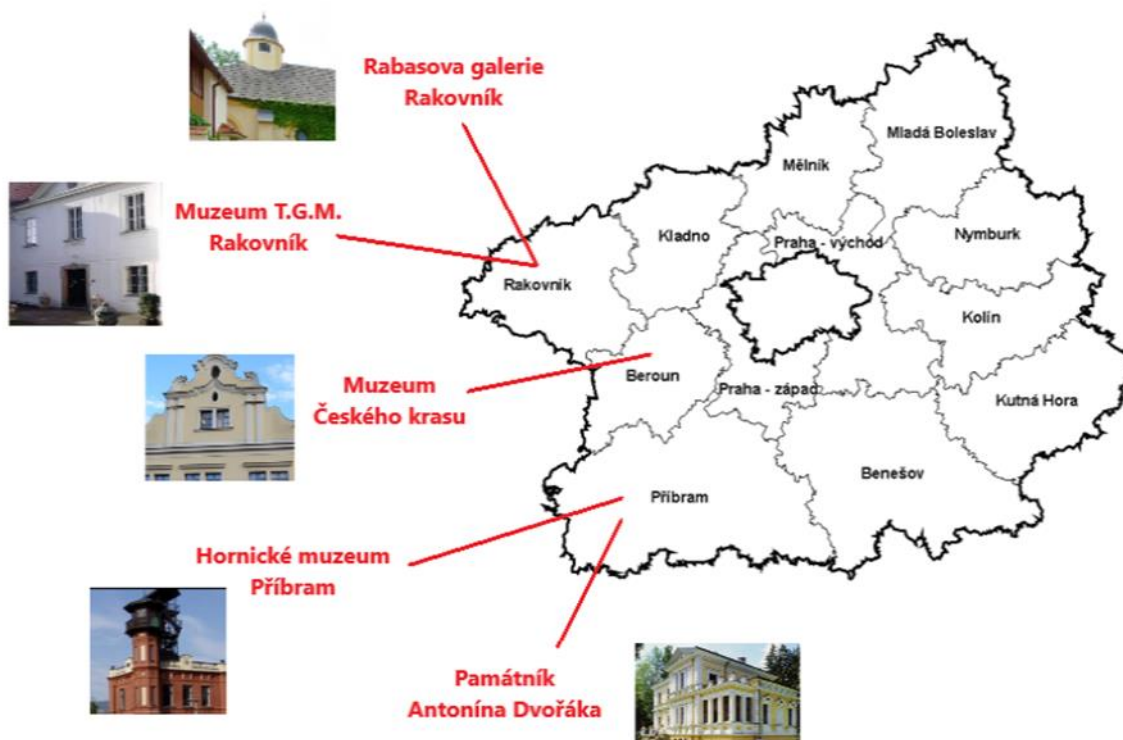 Rabasova galerie
Rakovník
Muzeum T.G.M.
Rakovník
Muzeum
Českého krasu
Hornické muzeum
Příbram
Památník
Antonína Dvořáka
Mladá Boleslav
Mělník
Kladno
Praha - východ
Nymburk
Rakovník
Kolín
Beroun
Praha - západ
Kutná Hora
Benešov
Příbram